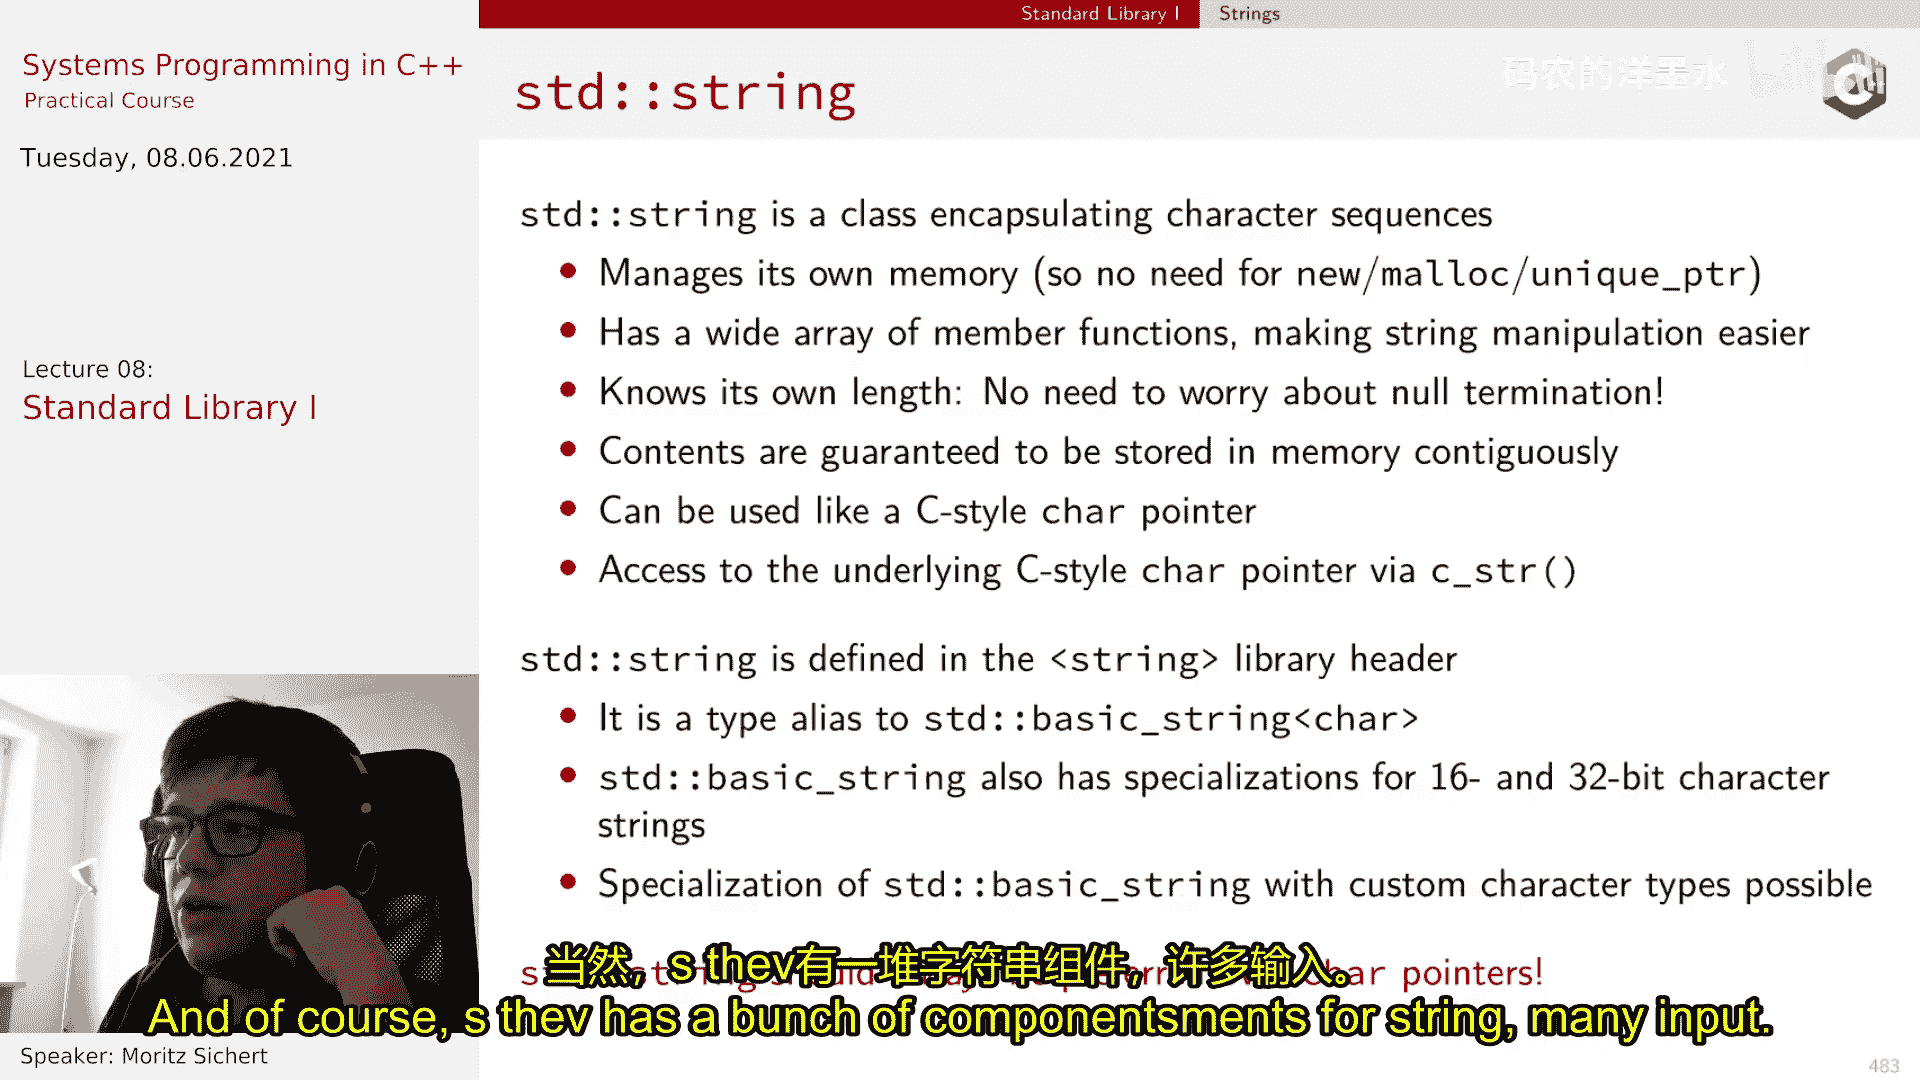 Standard Library I
Strings
Systems Programming in C++
Practical Course
Tuesday, 08.06.2021
Lecture 08:
Standard Library I
std::string
码农的洋墨水
std::string is a class encapsulating character sequences
Manages its own memory (so no need for new/malloc/unique_ptr)
Has a wide array of member functions, making string manipulation easier
Knows its own length: No need to worry about null termination!
Contents are guaranteed to be stored in memory contiguously
Can be used like a C-style char pointer
Access to the underlying C-style char pointer via c_str()
std::string is defined in the <string> library header
It is a type alias to std::basic_string<char>
std::basic_string also has specializations for 16- and 32-bit character
strings
Specialization of std::basic_string with custom character types possible
char pointers!
当然，s thev有一堆字符串组件，许多输入。
And of course, s thev has a bunch of componentsments for string, many input.
Speaker: Moritz Sichert
483